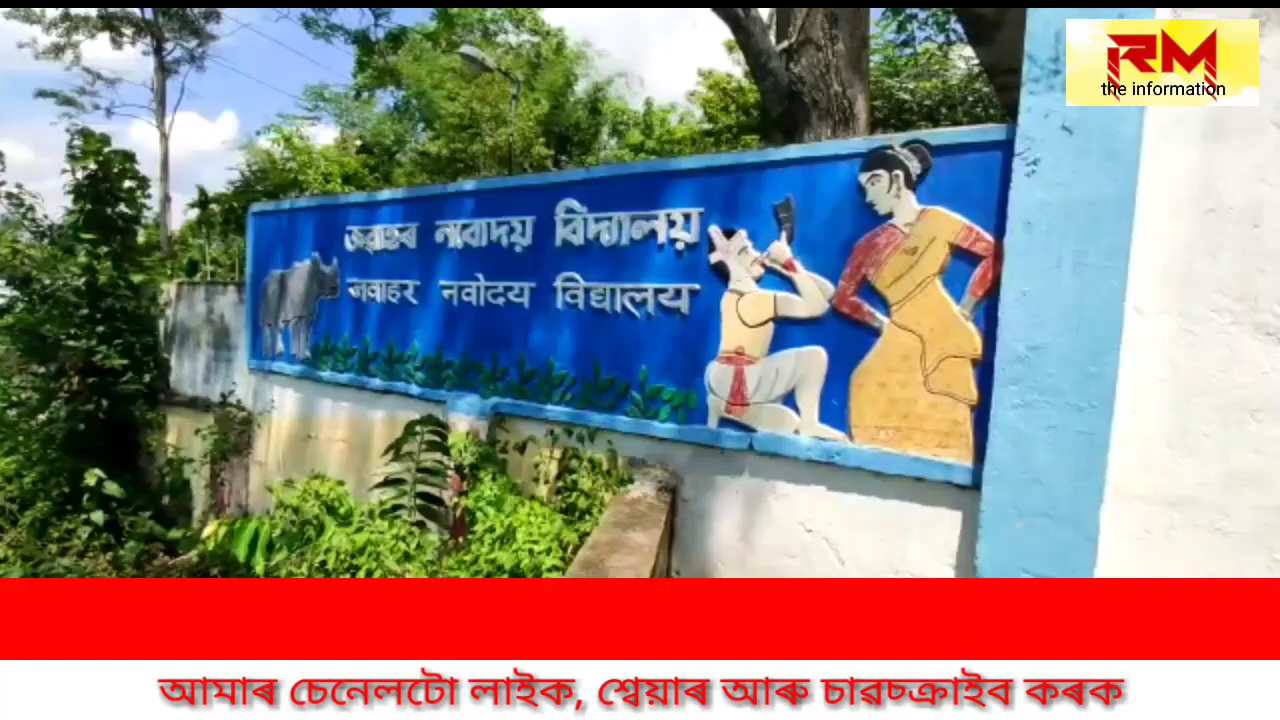 RM
the information
জৱাহৰ নৱোদয় বিদ্যালয়
जवाहर नवोदय विद्यालय
আমাৰ চেনেলটো লাইক, শ্বেয়াৰ আৰু চাৱচক্ৰাইব কৰক